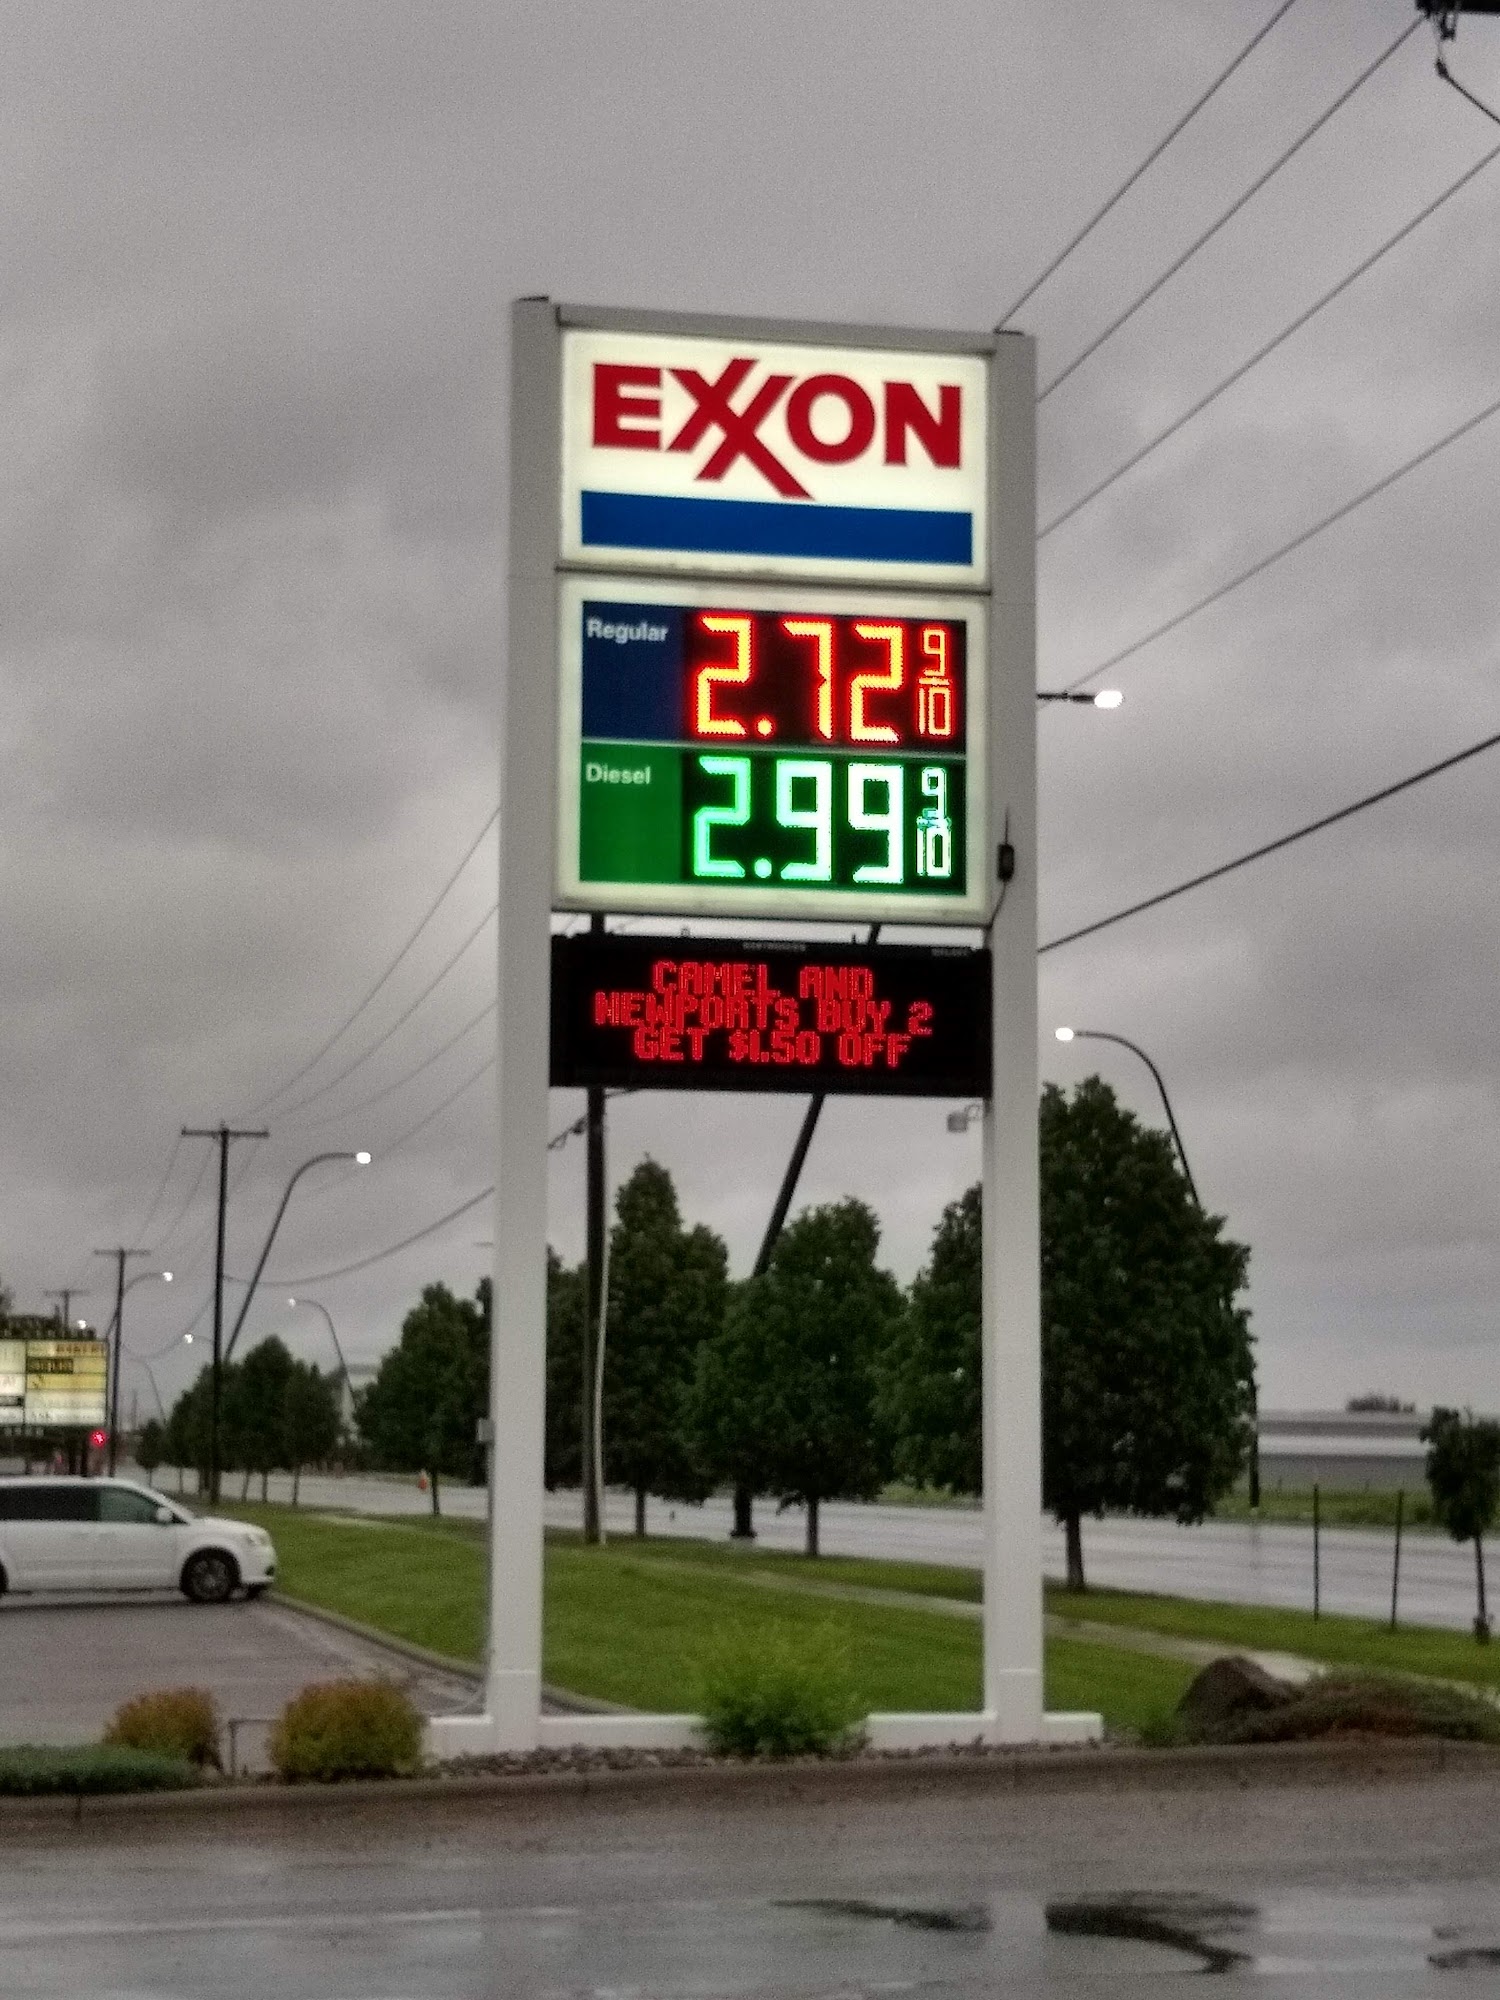 EXXON
Regular 2.72 9/10
Diesel 2.99 9/10
CAMEL AND
NEWPORTS BUY 2
GET $1.50 OFF